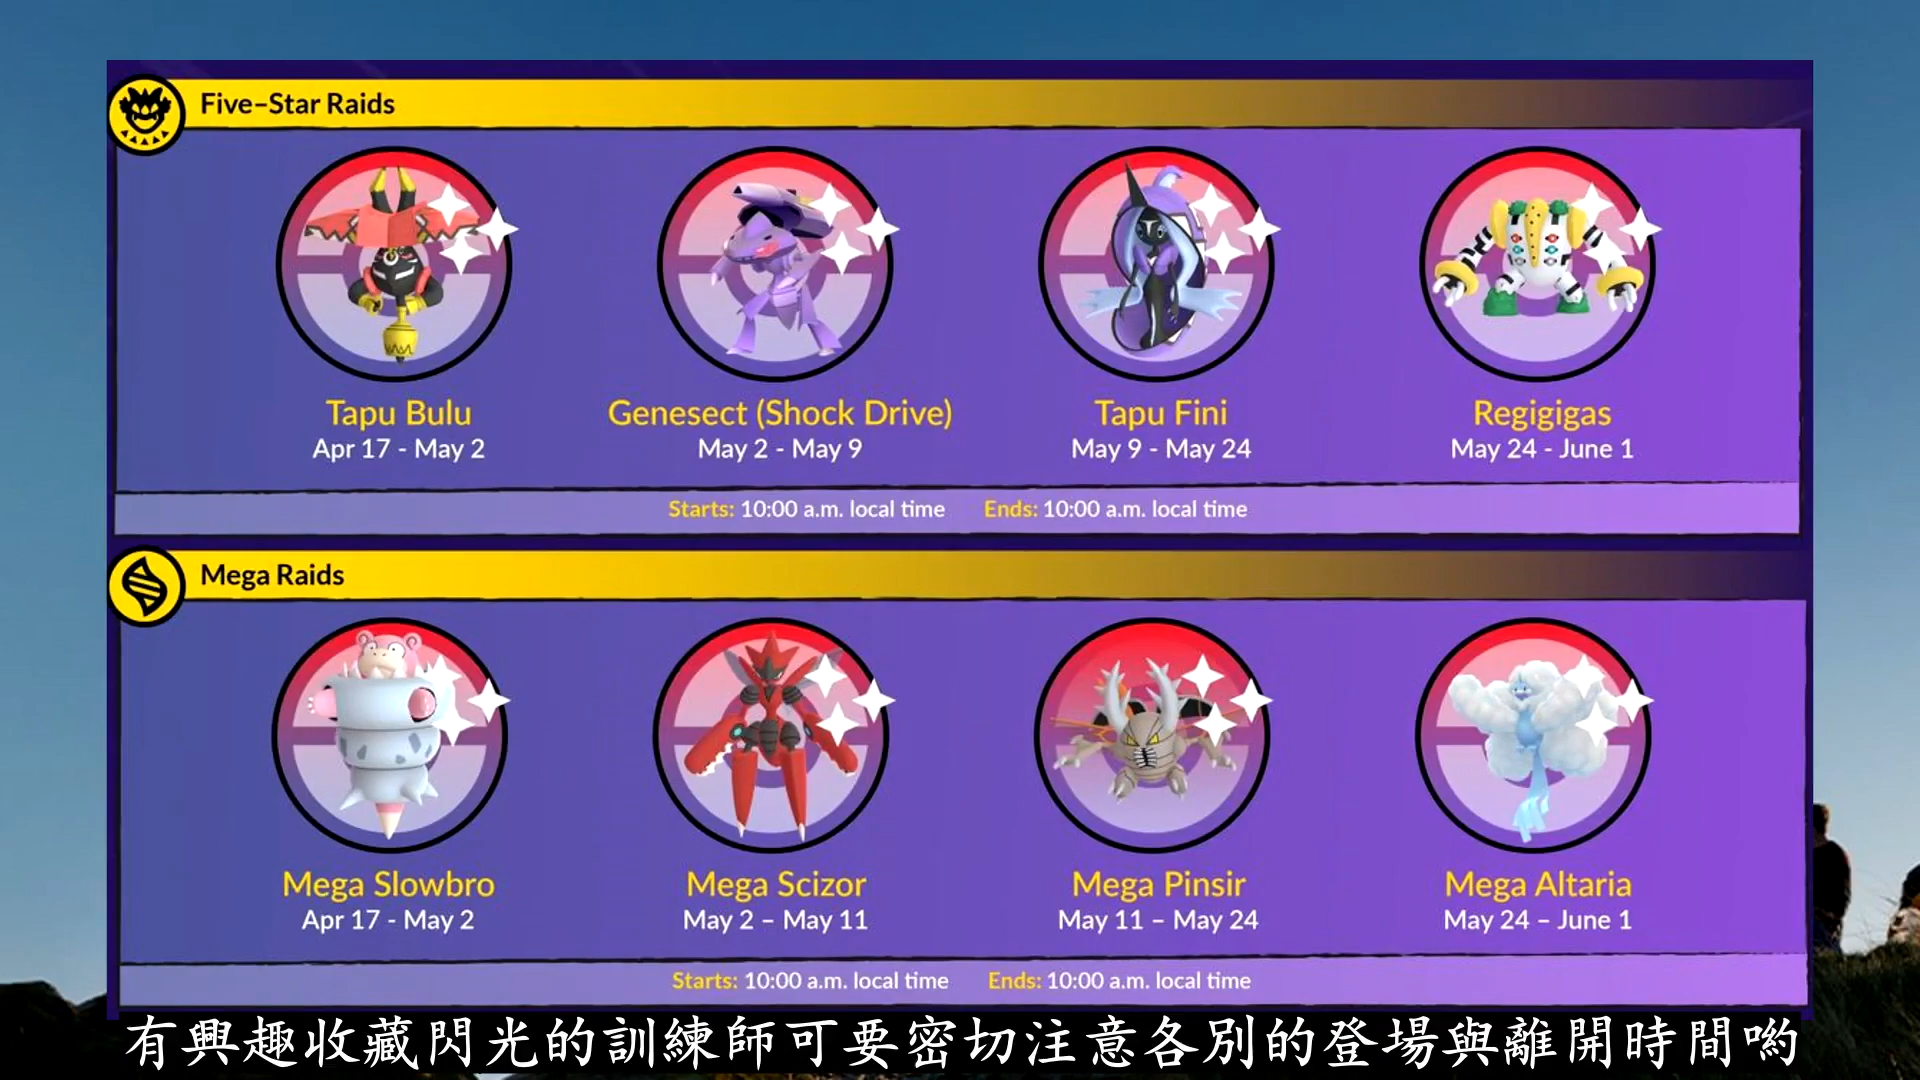 Five–Star Raids
Tapu Bulu
Apr 17 - May 2
Genesect (Shock Drive)
May 2 - May 9
Tapu Fini
May 9 - May 24
Regigigas
May 24 - June 1
Starts: 10:00 a.m. local time Ends: 10:00 a.m. local time
Mega Raids
Mega Slowbro
Apr 17 - May 2
Mega Scizor
May 2 – May 11
Mega Pinsir
May 11 – May 24
Mega Altaria
May 24 – June 1
Starts: 10:00 a.m. local time Ends: 10:00 a.m. local time
有興趣收藏閃光的訓練師可要密切注意各別的登場與離開時間喲